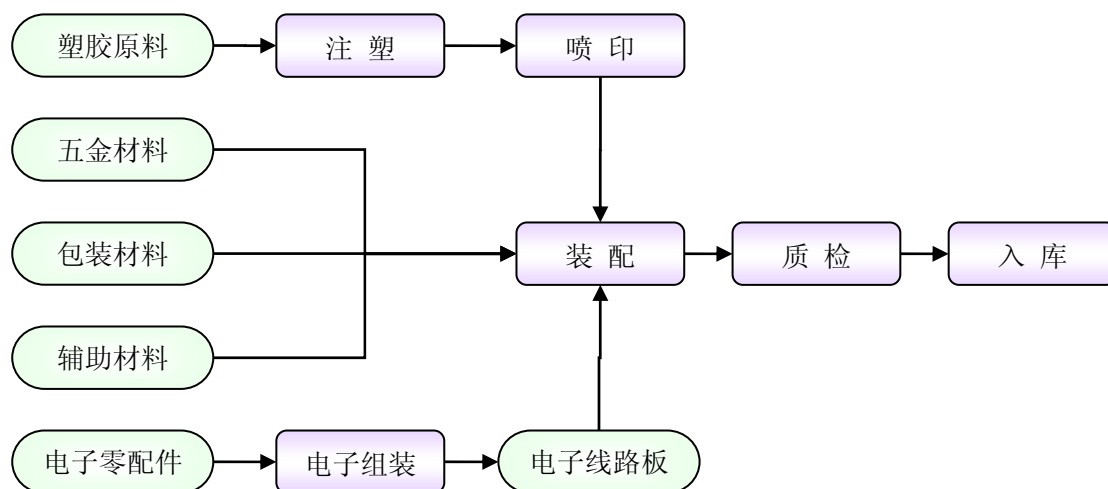 塑胶原料
注 塑
喷 印
五金材料
包装材料
装 配
质 检
入 库
辅助材料
电子零配件
电子组装
电子线路板